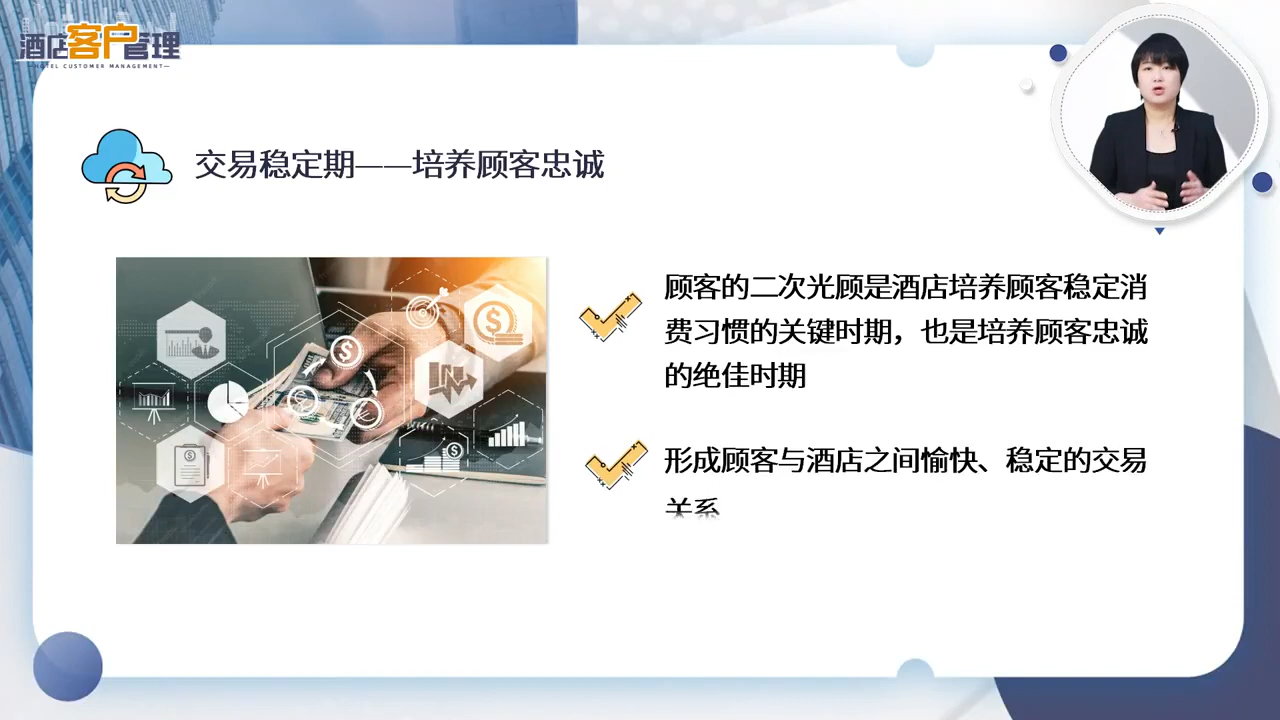 酒店客户管理
HOTEL CUSTOMER MANAGEMENT
交易稳定期——培养顾客忠诚
顾客的二次光顾是酒店培养顾客稳定消
费习惯的关键时期，也是培养顾客忠诚
的绝佳时期
形成顾客与酒店之间愉快、稳定的交易
关系